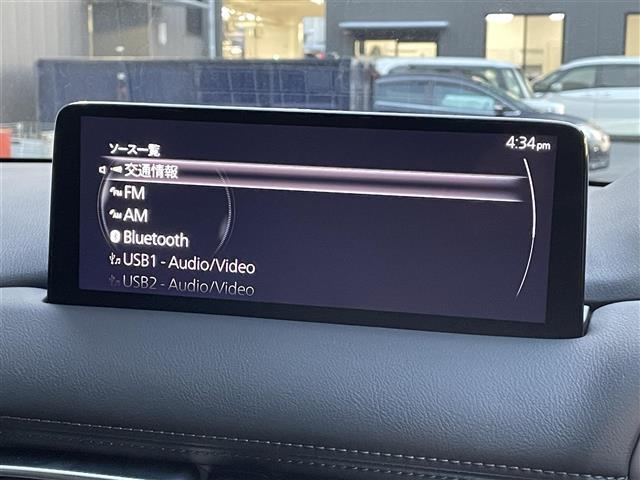 4:34pm
ソース一覧
交通情報
FM
AM
Bluetooth
USB1 - Audio/Video
USB2 - Audio/Video